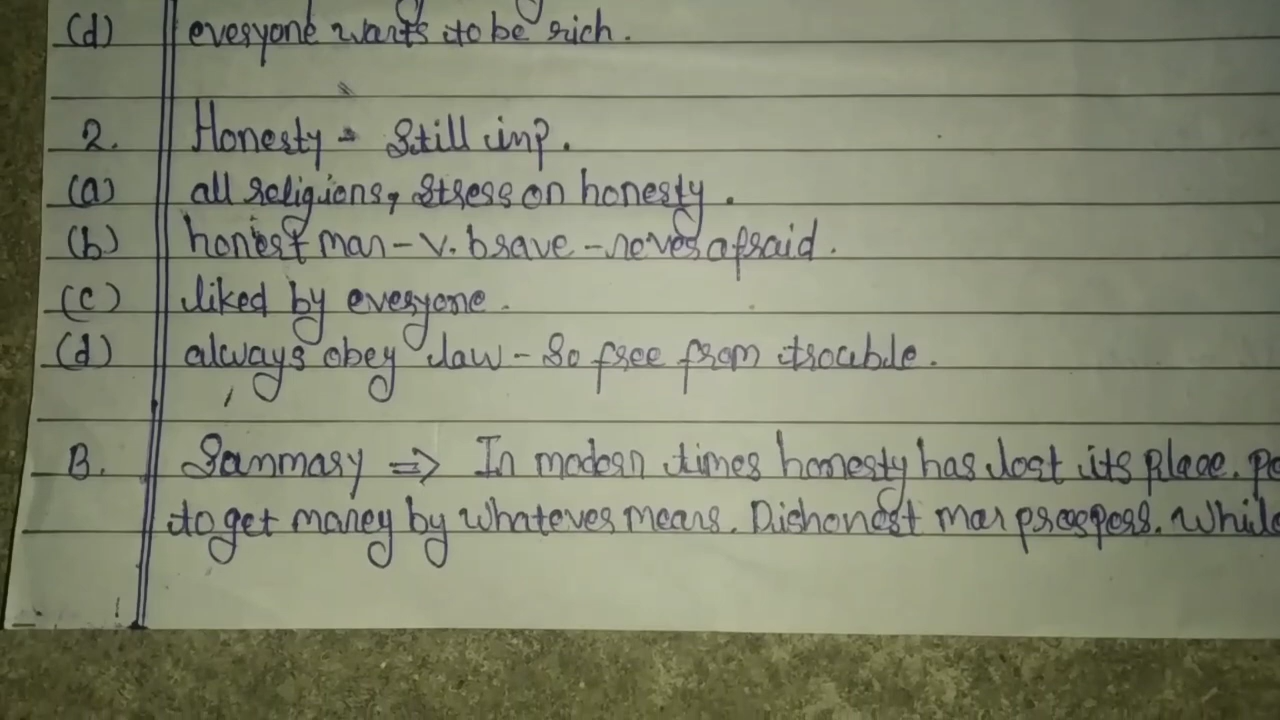 (d) everyone wants to be rich.
2. Honesty - Still imp.
(a) all religions, stress on honesty.
(b) honest man - v. brave - never afraid.
(c) liked by everyone.
(d) always obey law - So free from trouble.
B. Summary => In modern times honesty has lost its place.
to get money by whatever means. Dishonest man prospers. While